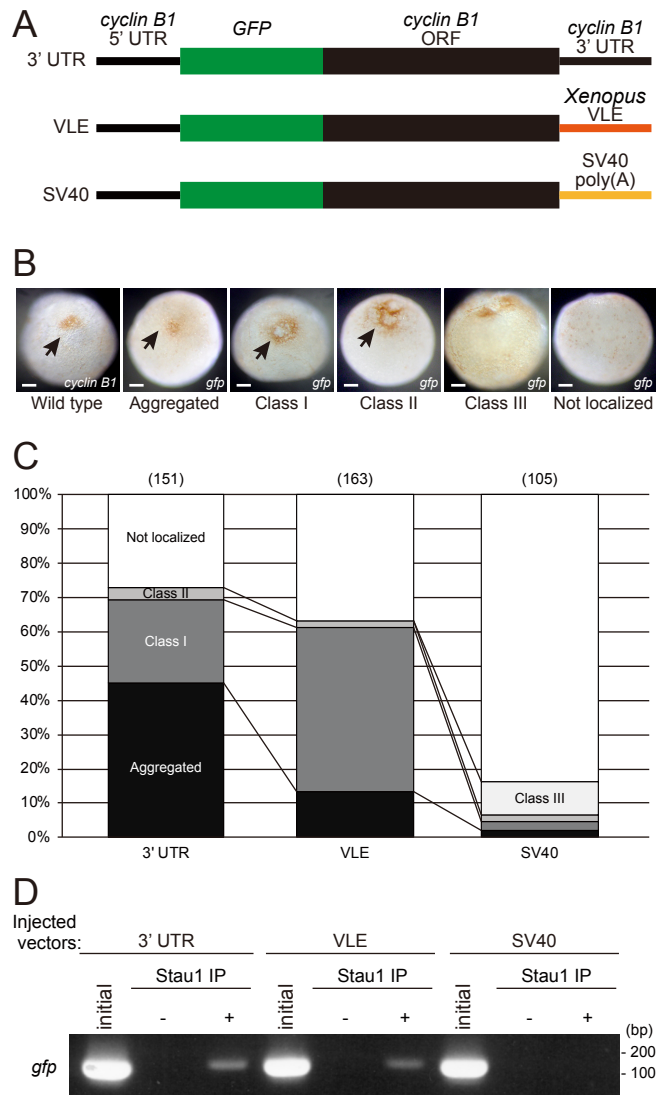 A
cyclin B1
5' UTR
GFP
cyclin B1
ORF
cyclin B1
3' UTR
3' UTR
Xenopus
VLE
VLE
SV40
poly(A)
SV40
B
cyclin B1
gfp
gfp
gfp
gfp
gfp
Wild type
Aggregated
Class I
Class II
Class III
Not localized
C
(151)
(163)
(105)
100%
90%
80%
70%
60%
50%
40%
30%
20%
10%
0%
Not localized
Class II
Class I
Aggregated
Class III
3' UTR
VLE
SV40
D
Injected
vectors:
3' UTR
VLE
SV40
initial
Stau1 IP
- +
initial
Stau1 IP
- +
initial
Stau1 IP
- +
(bp)
gfp
- 200
- 100